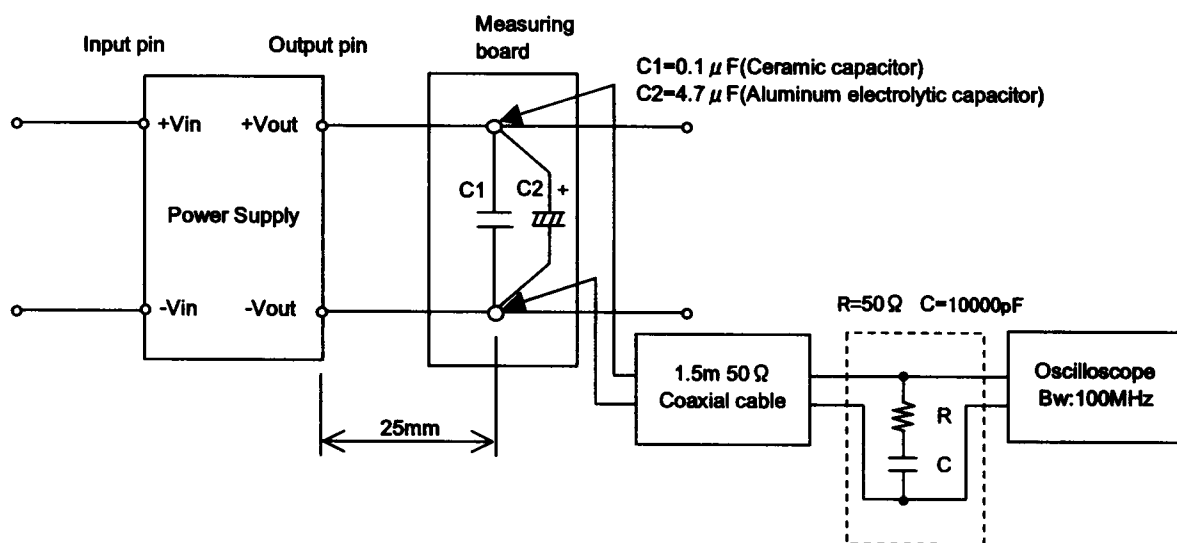 Input pin
Output pin
Measuring
board
C1=0.1μF(Ceramic capacitor)
C2=4.7μF(Aluminum electrolytic capacitor)
+Vin
+Vout
C1
C2
+
Power Supply
-Vin
-Vout
R=50Ω C=10000pF
1.5m 50Ω
Coaxial cable
Oscilloscope
Bw:100MHz
R
C
25mm